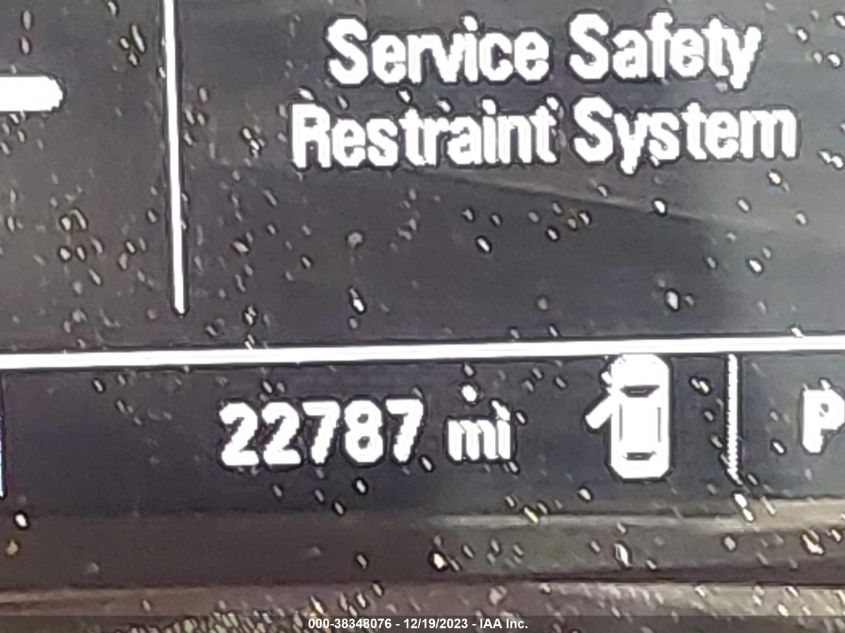 Service Safety
Restraint System
22787 mi
P
000-38348076 - 12/19/2023 - IAA Inc.